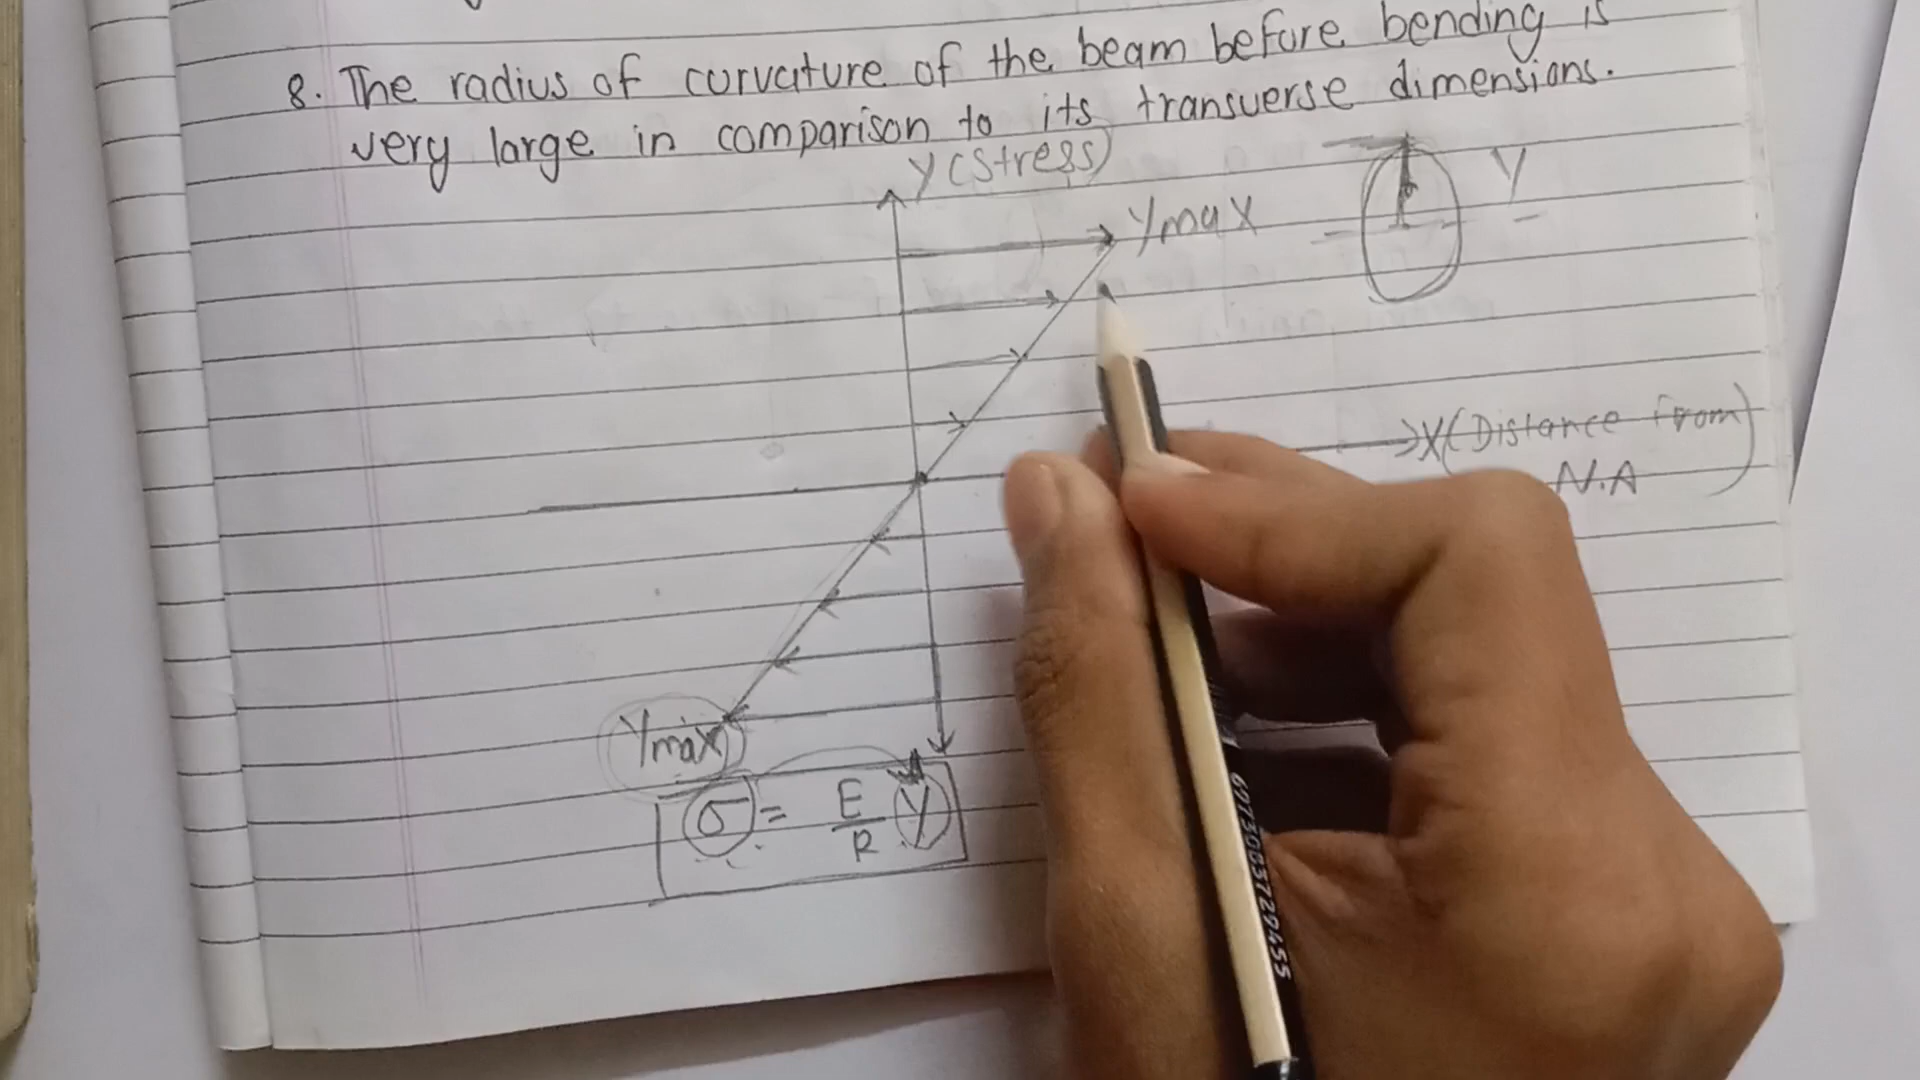 8. The radius of curvature of the beam before bending is
very large in comparison to its transverse dimensions.
Y (Stress)
Ymax
Y
X (Distance from
N.A)
Ymax
σ = E/R Y
6973083729455